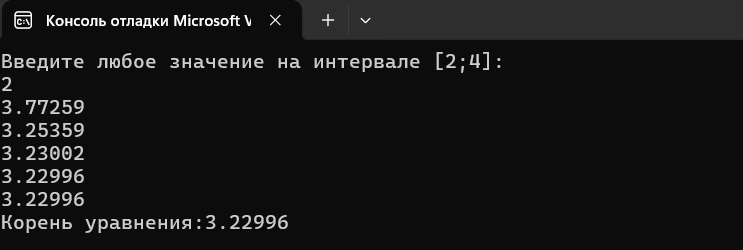 Консоль отладки Microsoft V
Введите любое значение на интервале [2;4]:
2
3.77259
3.25359
3.23002
3.22996
3.22996
Корень уравнения:3.22996